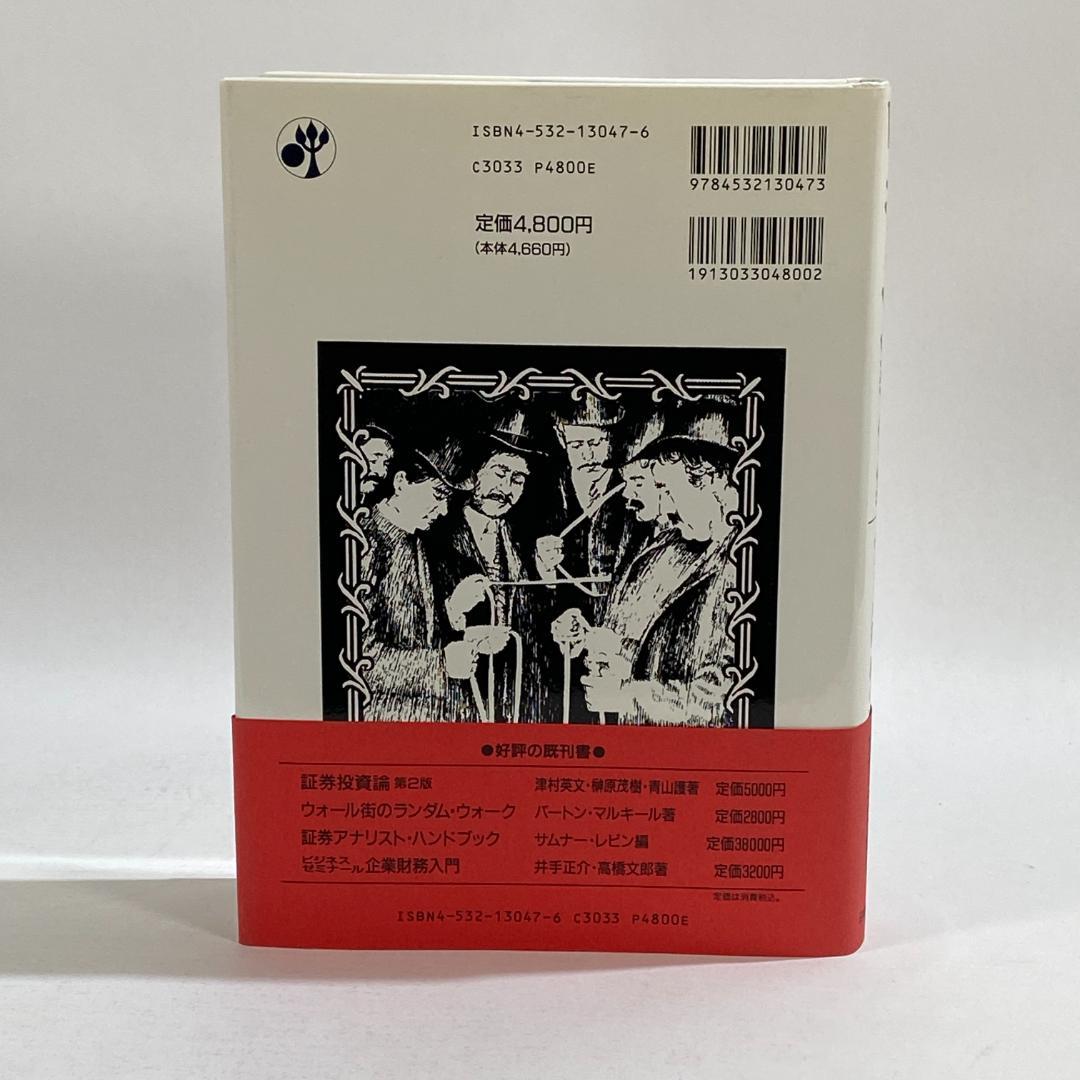 ISBN4-532-13047-6
C3033 P4800E
9784532130473
定価4,800円
(本体4,660円)
1913033048002
●好評の既刊書●
証券投資論 第2版 津村英文・榊原茂樹・青山護著 定価5000円
ウォール街のランダム・ウォーク バートン・マルキール著 定価2800円
証券アナリスト・ハンドブック サムナー・レビン編 定価38000円
ビジネス
ゼミナール 企業財務入門 井手正介・高橋文郎著 定価3200円
定価は消費税込。
ISBN4-532-13047-6 C3033 P4800E